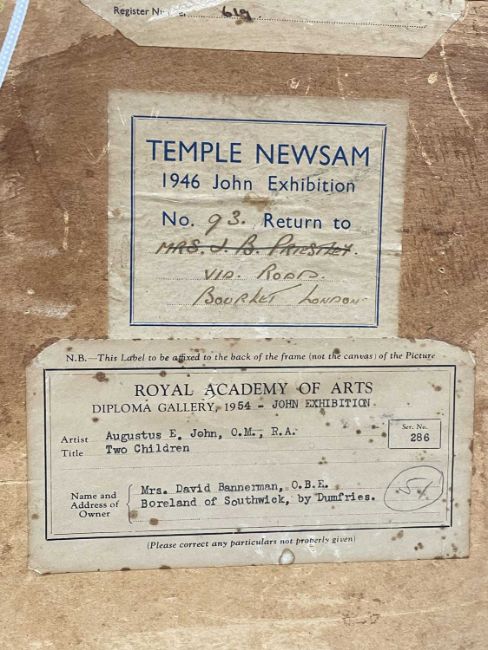 Register No. 619
TEMPLE NEWSAM
1946 John Exhibition
No. 93. Return to
MRS. J. B. PRIESTLEY.
VIA. ROAD.
BOURLET LONDON
N.B.—This Label to be affixed to the back of the frame (not the canvas) of the Picture
ROYAL ACADEMY OF ARTS
DIPLOMA GALLERY, 1954 - JOHN EXHIBITION
Artist Augustus E. John, O.M., R.A.
Title Two Children
Ser. No.
286
Name and Address of Owner
Mrs. David Bannerman, O.B.E.
Boreland of Southwick, by Dumfries.
(Please correct any particulars not properly given)